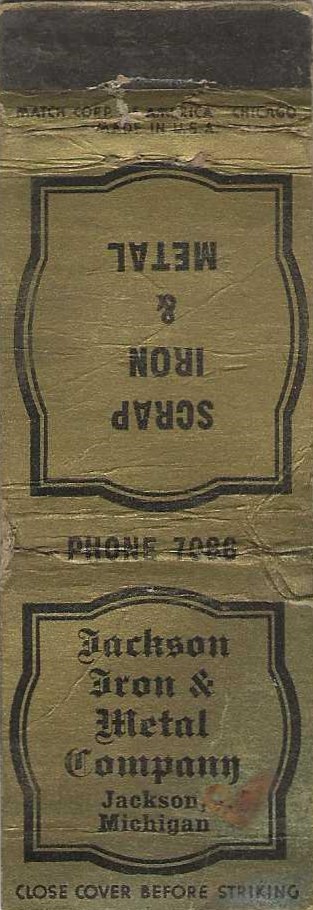 MATCH CORP. OF AMERICA CHICAGO
MADE IN U.S.A.
SCRAP
IRON
&
METAL
PHONE
Jackson
Iron &
Metal
Company
Jackson,
Michigan
CLOSE COVER BEFORE STRIKING